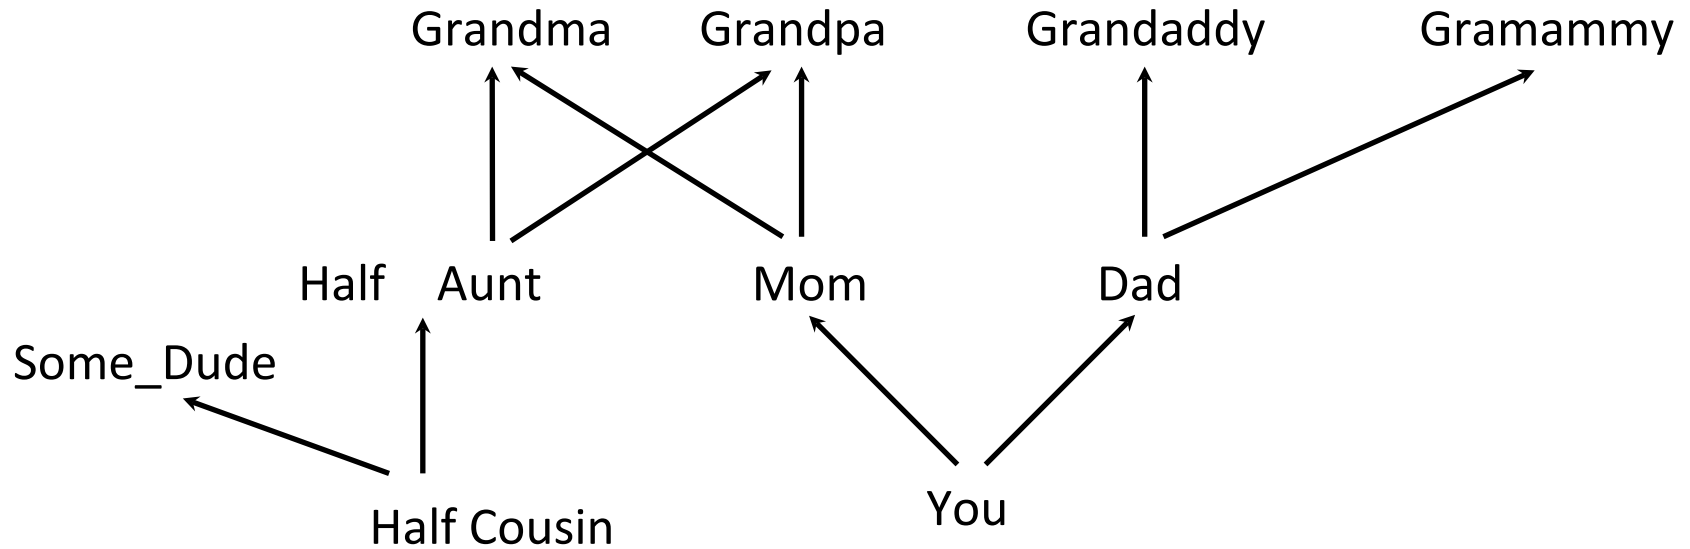 Grandma Grandpa Grandaddy Gramammy
Half Aunt Mom Dad
Some_Dude
You
Half Cousin